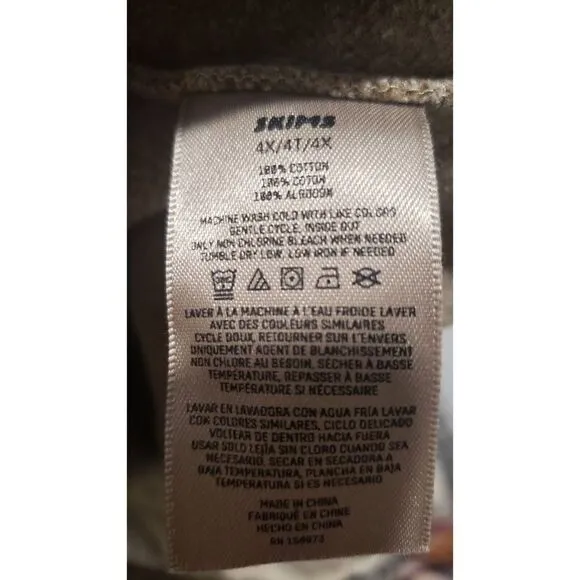 SKIMS
4X/4T/4X
100% COTTON
100% COTON
100% ALGODON
MACHINE WASH COLD WITH LIKE COLORS
GENTLE CYCLE, INSIDE OUT
ONLY NON CHLORINE BLEACH WHEN NEEDED
TUMBLE DRY LOW, LOW IRON IF NEEDED
LAVER À LA MACHINE À L'EAU FROIDE LAVER
AVEC DES COULEURS SIMILAIRES
CYCLE DOUX, RETOURNER SUR L'ENVERS
UNIQUEMENT AGENT DE BLANCHISSEMENT
NON CHLORE AU BESOIN, SÉCHER À BASSE
TEMPÉRATURE, REPASSER À BASSE
TEMPÉRATURE SI NÉCESSAIRE
LAVAR EN LAVADORA CON AGUA FRÍA LAVAR
CON COLORES SIMILARES, CICLO DELICADO
VOLTEAR DE DENTRO HACIA FUERA
USAR SOLO LEJÍA SIN CLORO CUANDO SEA
NECESARIO, SECAR EN SECADORA A
BAJA TEMPERATURA, PLANCHA EN BAJA
TEMPERATURA SI ES NECESARIO
MADE IN CHINA
FABRIQUÉ EN CHINE
HECHO EN CHINA
RN